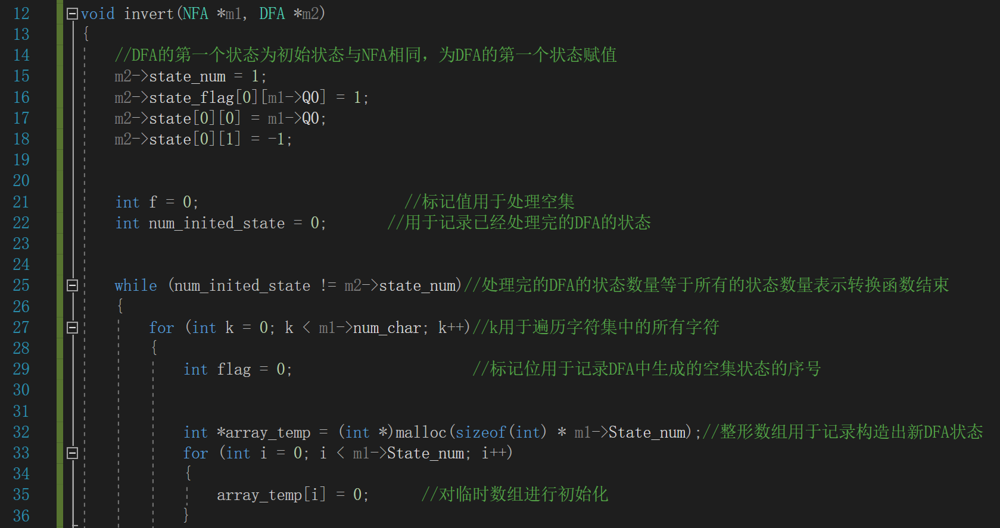 12 void invert(NFA *m1, DFA *m2)
13 {
14 //DFA的第一个状态为初始状态与NFA相同，为DFA的第一个状态赋值
15 m2->state_num = 1;
16 m2->state_flag[0][m1->Q0] = 1;
17 m2->state[0][0] = m1->Q0;
18 m2->state[0][1] = -1;
19
20
21 int f = 0; //标记值用于处理空集
22 int num_inited_state = 0; //用于记录已经处理完的DFA的状态
23
24
25 while (num_inited_state != m2->state_num)//处理完的DFA的状态数量等于所有的状态数量表示转换函数结束
26 {
27 for (int k = 0; k < m1->num_char; k++)//k用于遍历字符集中的所有字符
28 {
29 int flag = 0; //标记位用于记录DFA中生成的空集状态的序号
30
31
32 int *array_temp = (int *)malloc(sizeof(int) * m1->State_num);//整形数组用于记录构造出新DFA状态
33 for (int i = 0; i < m1->State_num; i++)
34 {
35 array_temp[i] = 0; //对临时数组进行初始化
36 }